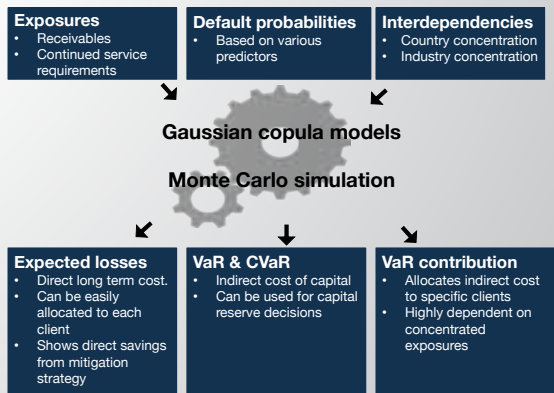 Exposures
• Receivables
• Continued service
requirements
Default probabilities
• Based on various
predictors
Interdependencies
• Country concentration
• Industry concentration
Gaussian copula models
Monte Carlo simulation
Expected losses
• Direct long term cost.
• Can be easily
allocated to each
client
• Shows direct savings
from mitigation
strategy
VaR & CVaR
• Indirect cost of capital
• Can be used for capital
reserve decisions
VaR contribution
• Allocates indirect cost
to specific clients
• Highly dependent on
concentrated
exposures